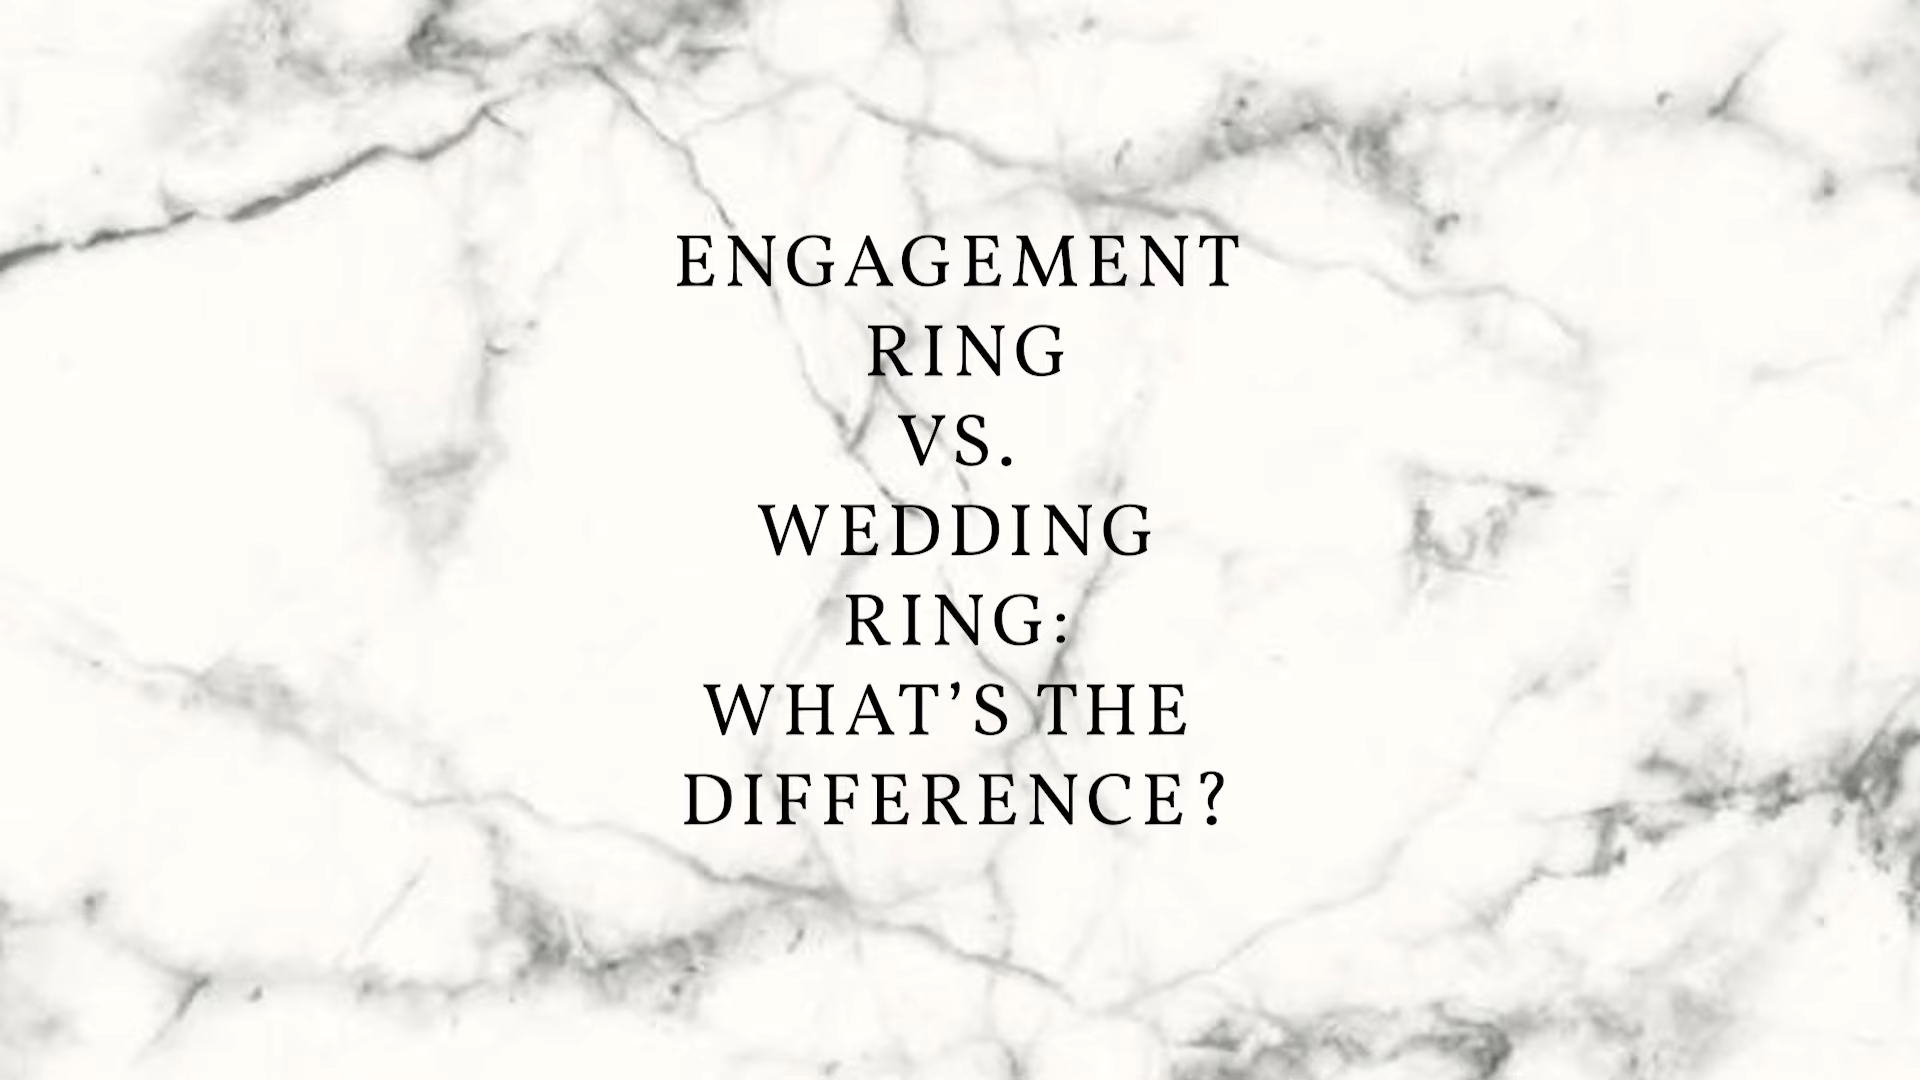 ENGAGEMENT
RING
VS.
WEDDING
RING:
WHAT’S THE
DIFFERENCE?